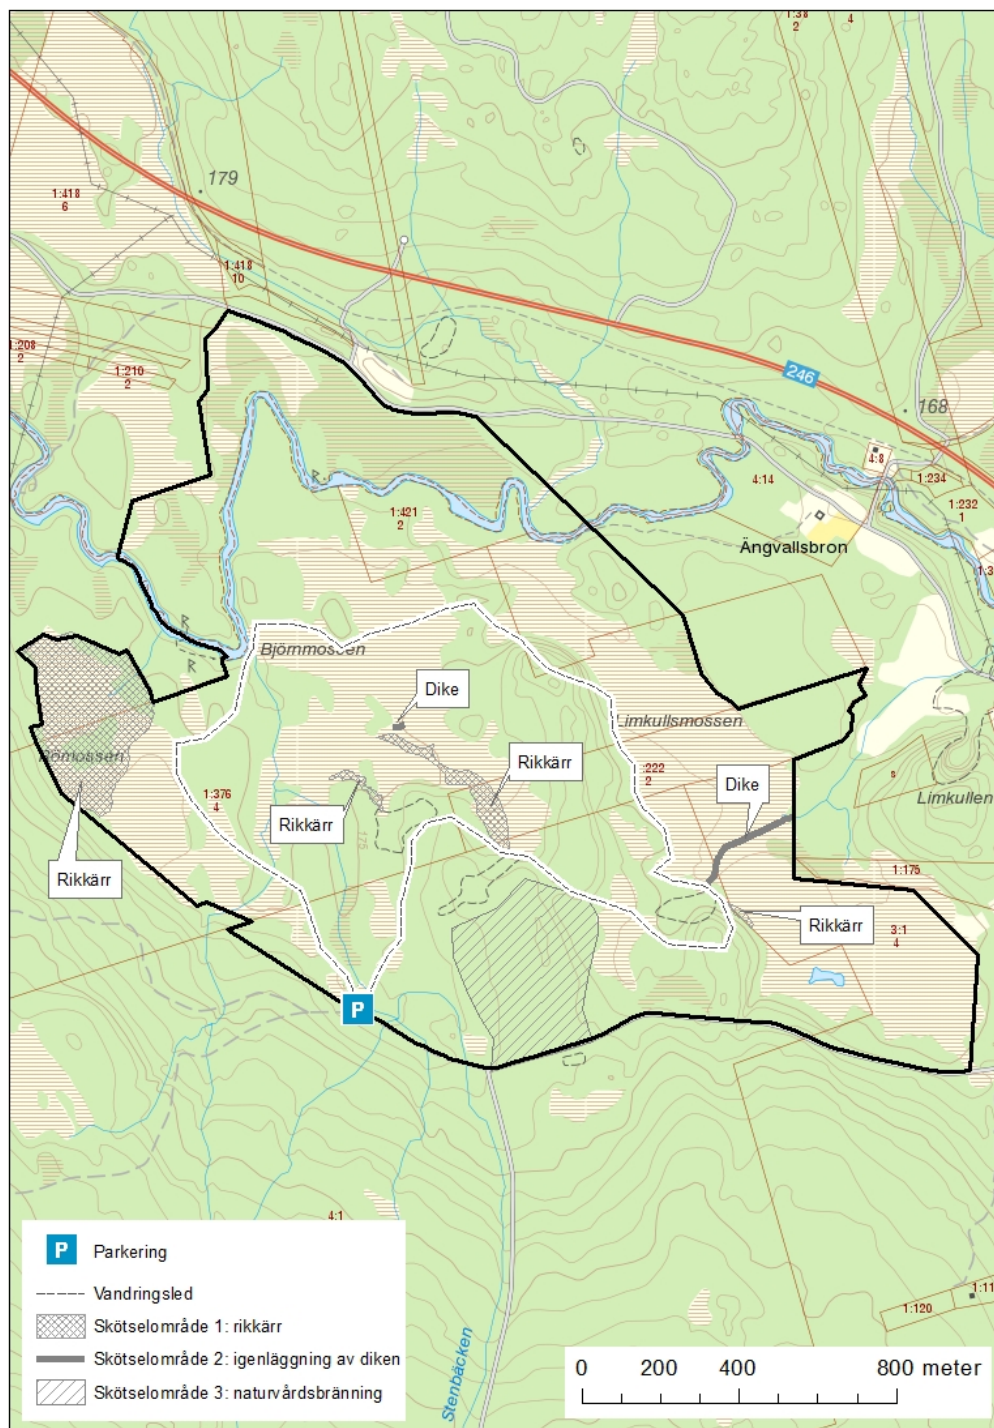 1:38
2
4
179
1:418
6
1:418
10
1:208
2
1:210
2
246
168
4:8
1:234
4:14
1:232
1
1:421
2
Ängvallsbron
Björnmossen
Dike
Limkullsmossen
Rikkärr
:222
2
Dike
s
Limkullen
1:376
4
Rikkärr
175
Rikkärr
1:175
Rikkärr
3:1
4
P
4:1
1:11
1:120
Stenbäcken
P Parkering
Vandringsled
Skötselområde 1: rikkärr
Skötselområde 2: igenläggning av diken
Skötselområde 3: naturvårdsbränning
0 200 400 800 meter